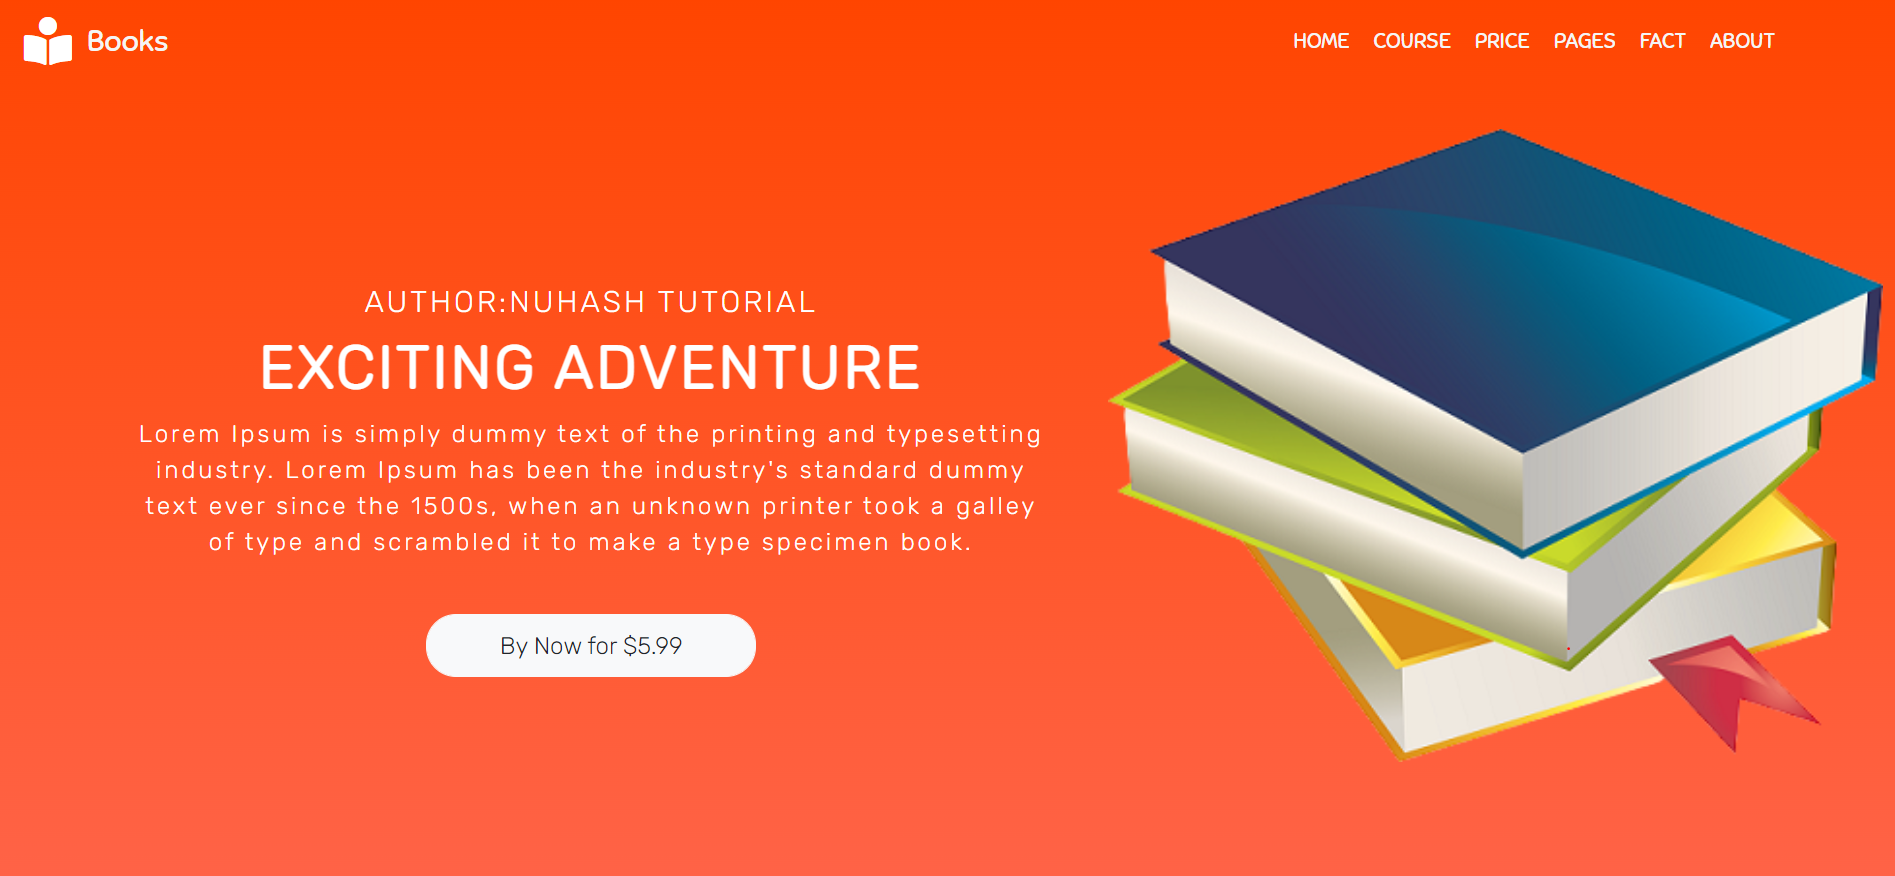 Books
HOME COURSE PRICE PAGES FACT ABOUT
AUTHOR:NUHASH TUTORIAL
EXCITING ADVENTURE
Lorem Ipsum is simply dummy text of the printing and typesetting
industry. Lorem Ipsum has been the industry's standard dummy
text ever since the 1500s, when an unknown printer took a galley
of type and scrambled it to make a type specimen book.
By Now for $5.99